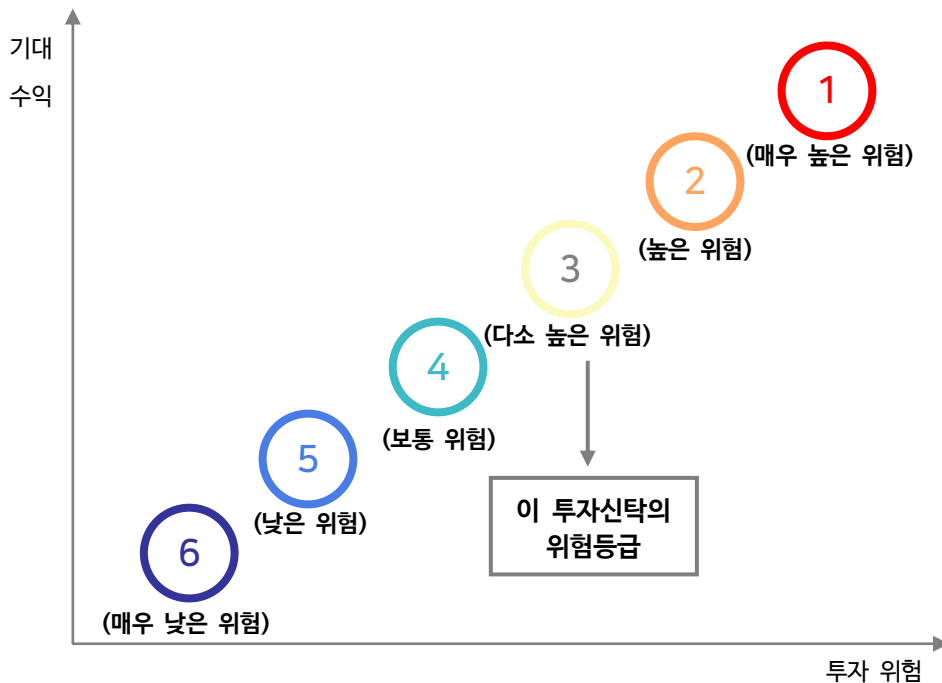 기대
수익
1
(매우 높은 위험)
2
(높은 위험)
3
(다소 높은 위험)
4
(보통 위험)
5
(낮은 위험)
이 투자신탁의
위험등급
6
(매우 낮은 위험)
투자 위험